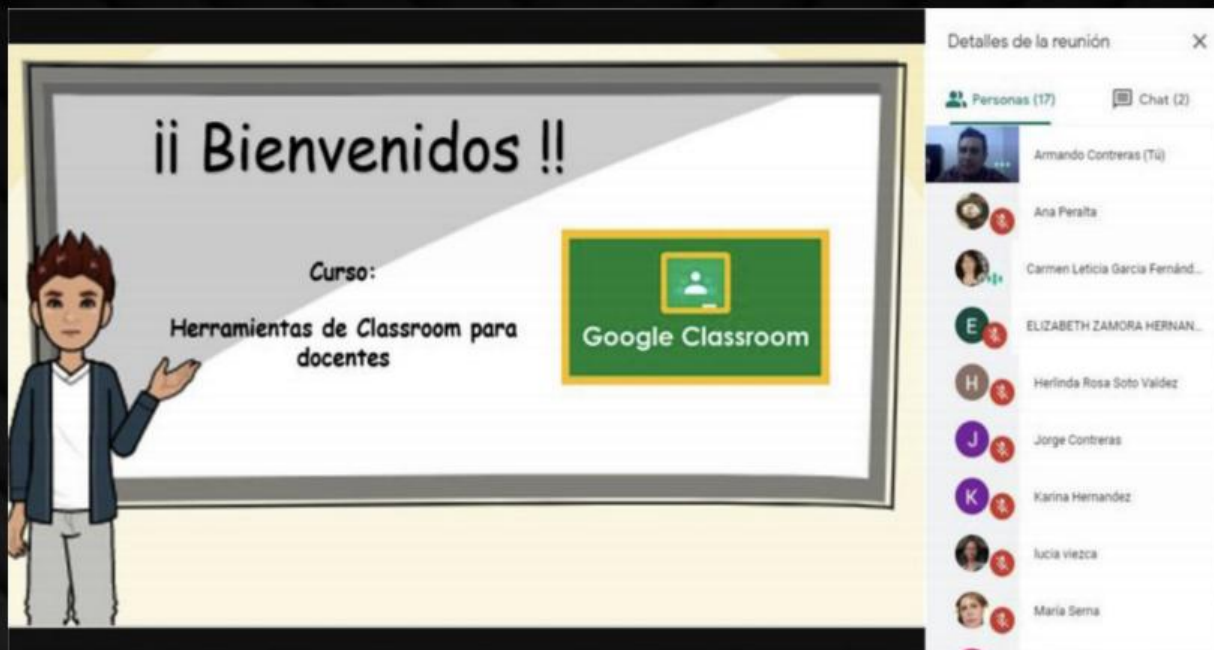 ¡¡ Bienvenidos !!
Curso:
Herramientas de Classroom para
docentes
Google Classroom
Detalles de la reunión
Personas (17)
Chat (2)
Armando Contreras (Tú)
Ana Peralta
Carmen Leticia Garcia Fernánd...
E
ELIZABETH ZAMORA HERNAN...
H
Herlinda Rosa Soto Valdez
J
Jorge Contreras
K
Karina Hernandez
lucia viezca
María Serna